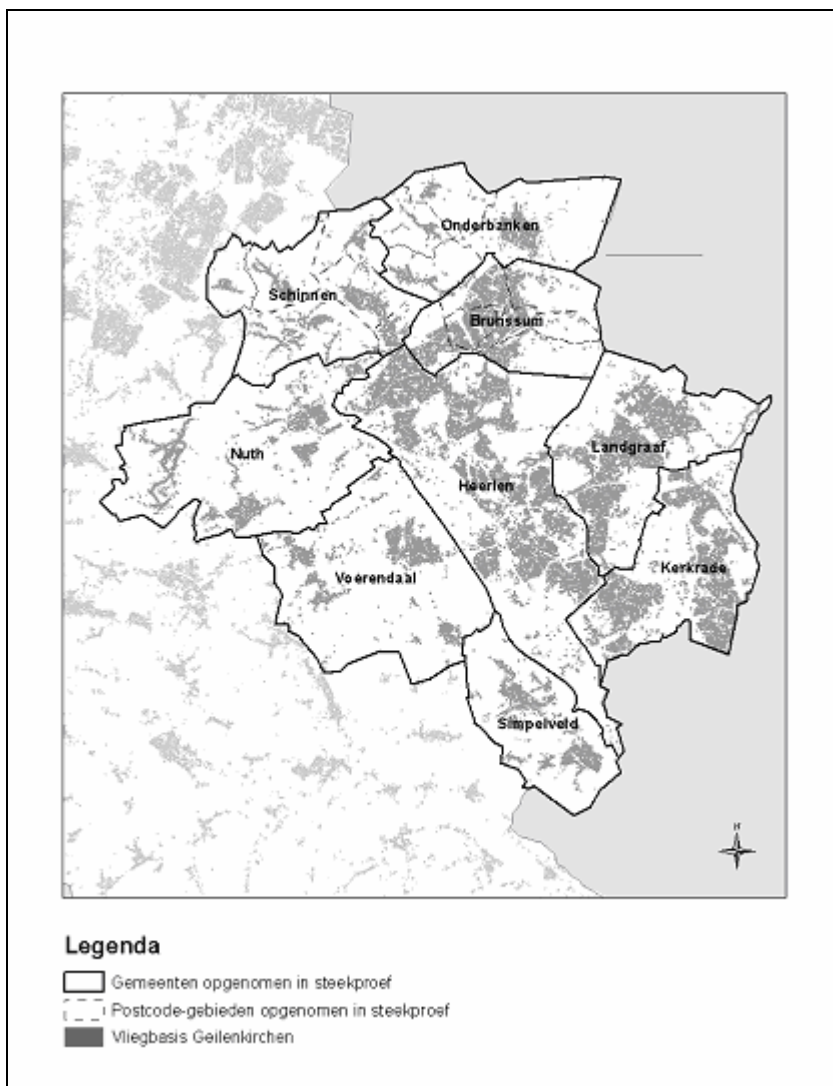 Onderbanken
Schinnen
Brunssum
Landgraaf
Nuth
Heerlen
Kerkrade
Voerendaal
Simpelveld
N
Legenda
Gemeenten opgenomen in steekproef
Postcode-gebieden opgenomen in steekproef
Vliegbasis Geilenkirchen